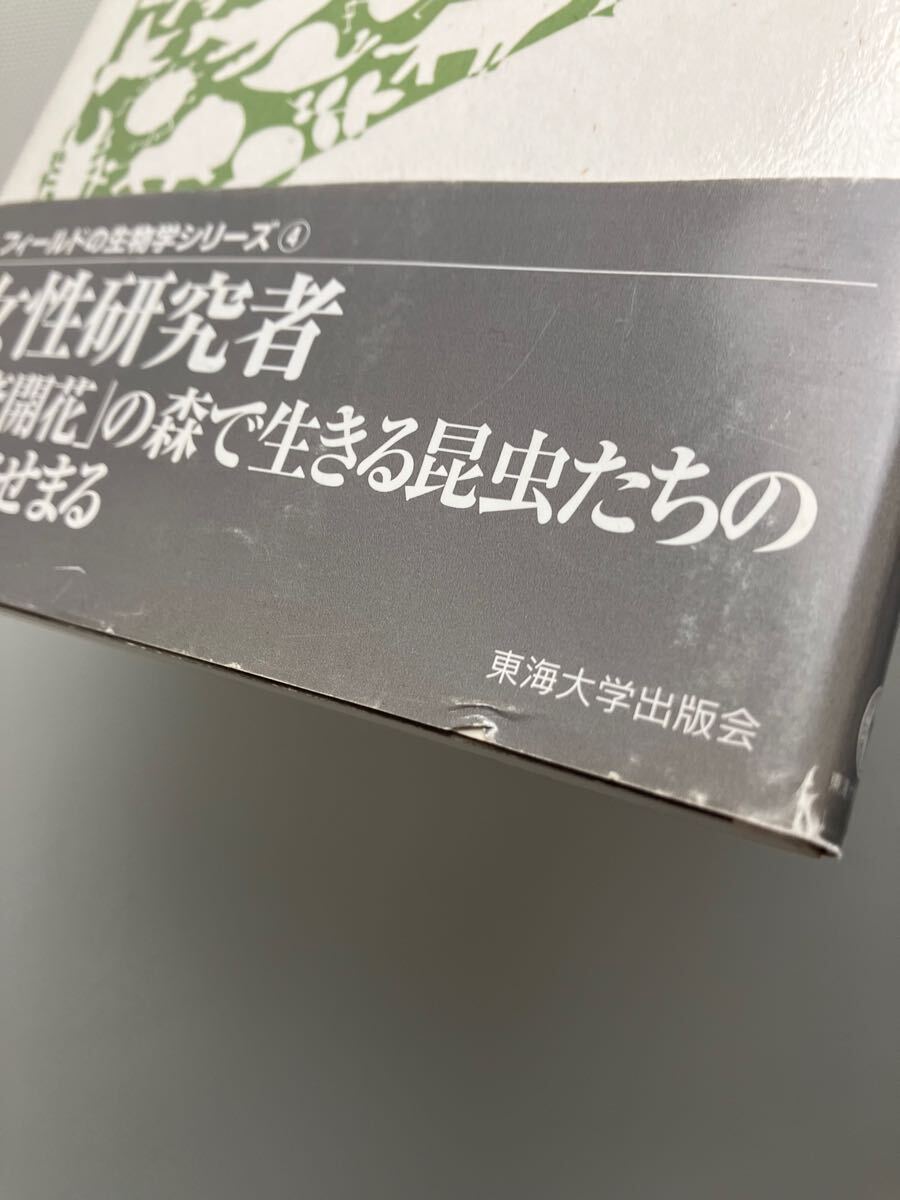 フィールドの生物学シリーズ④
女性研究者
開花」の森で生きる昆虫たちの
せまる
東海大学出版会